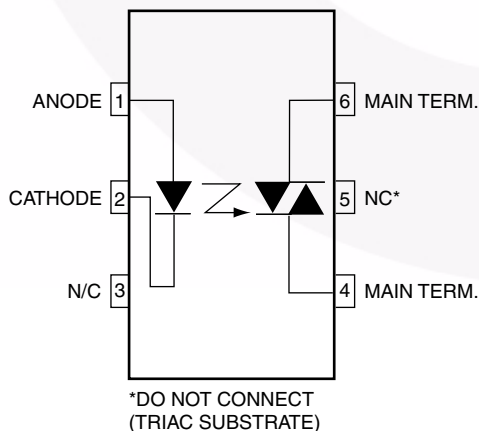 ANODE 1
6 MAIN TERM.
CATHODE 2
5 NC*
N/C 3
4 MAIN TERM.
*DO NOT CONNECT
(TRIAC SUBSTRATE)